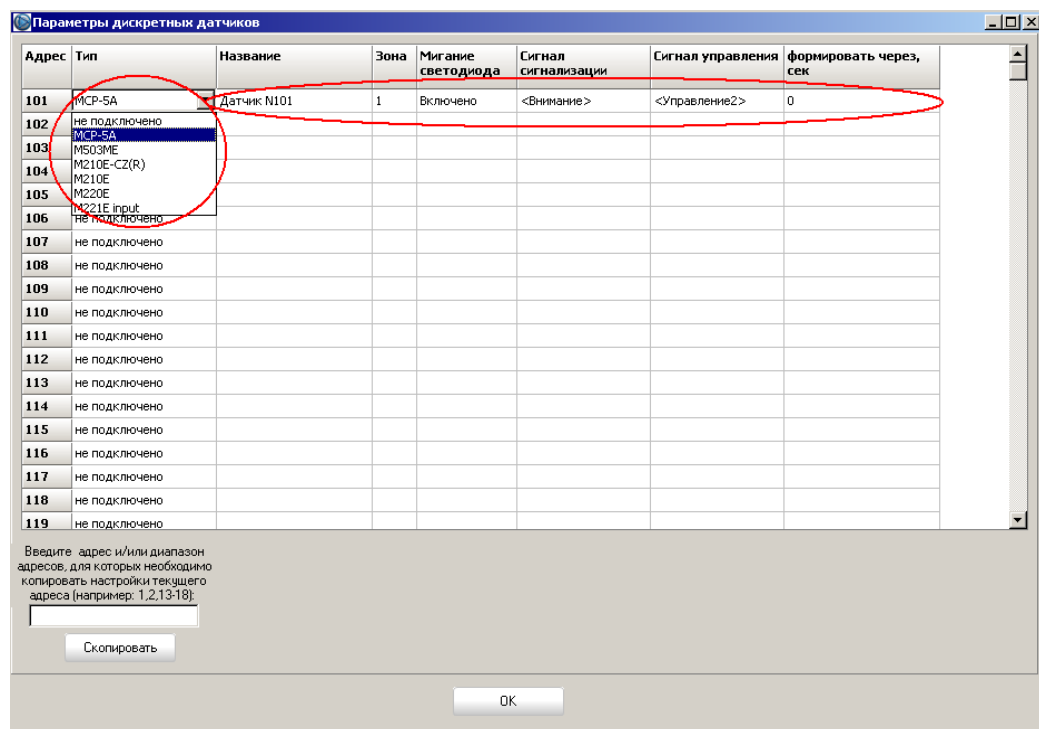 Параметры дискретных датчиков
Адрес Тип Название Зона Мигание светодиода Сигнал сигнализации Сигнал управления формировать через, сек
101 MCP-5A Датчик N101 1 Включено <Внимание> <Управление2> 0
102 не подключено
MCP-5A
103 M503ME
M210E-CZ(R)
104 M210E
105 M220E
M221E input
106 не подключено
107 не подключено
108 не подключено
109 не подключено
110 не подключено
111 не подключено
112 не подключено
113 не подключено
114 не подключено
115 не подключено
116 не подключено
117 не подключено
118 не подключено
119 не подключено
Введите адрес и/или диапазон
адресов, для которых необходимо
копировать настройки текущего
адреса (например: 1,2,13-18):
Скопировать
OK